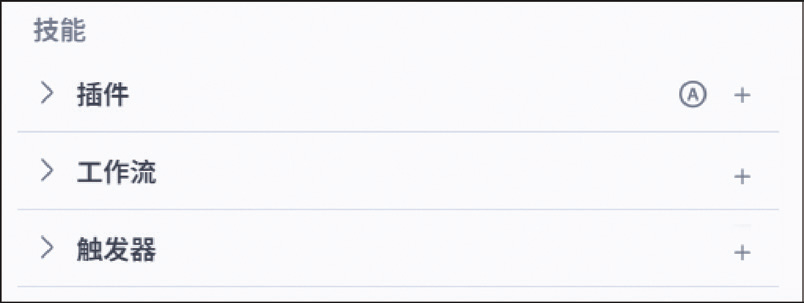 技能
插件 A +
工作流 +
触发器 +